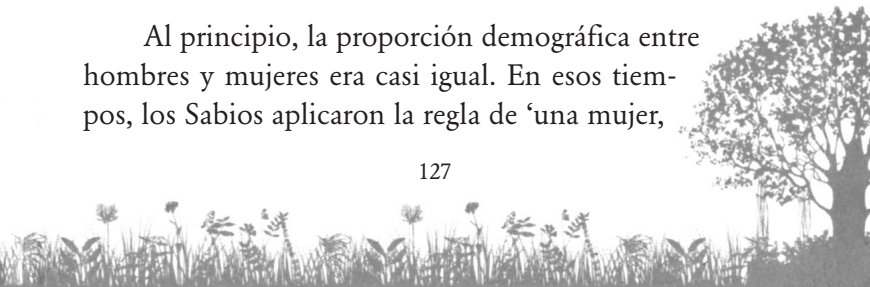 Al principio, la proporción demográfica entre
hombres y mujeres era casi igual. En esos tiem-
pos, los Sabios aplicaron la regla de ‘una mujer,
127